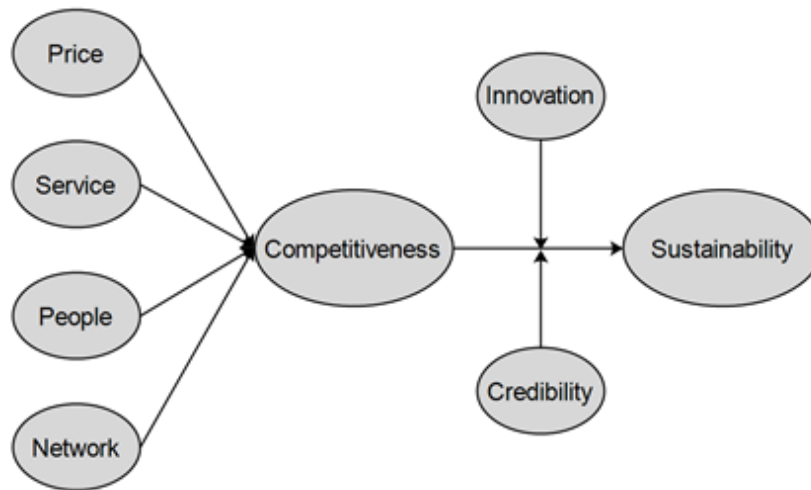 Price
Service
People
Network
Competitiveness
Innovation
Credibility
Sustainability